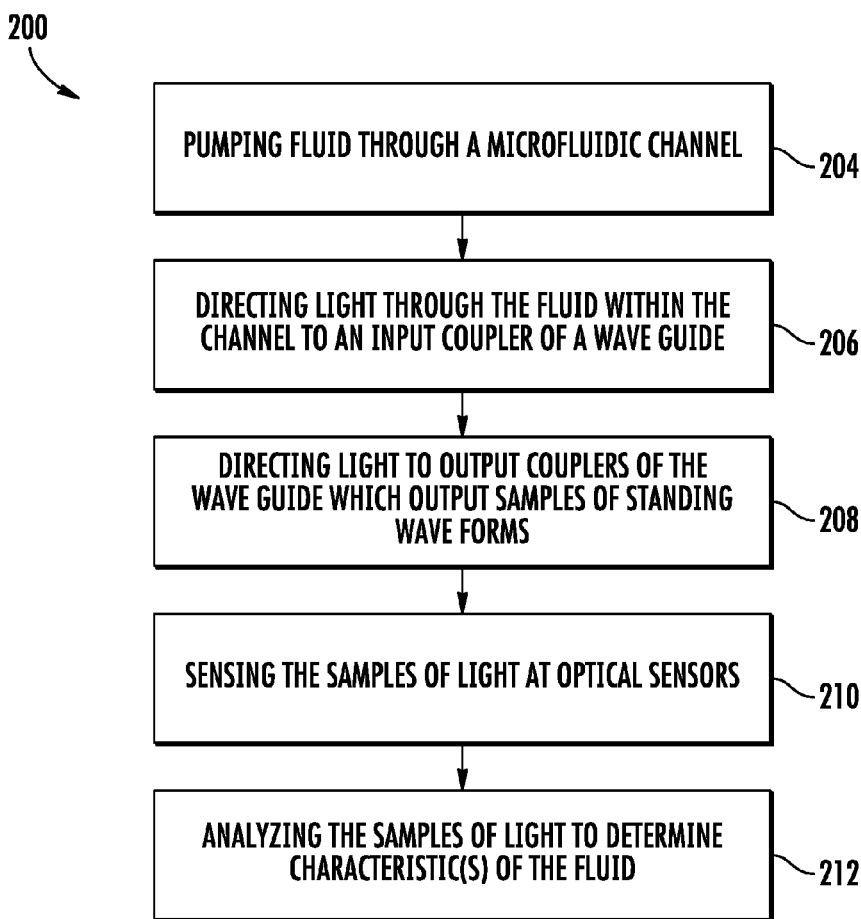 200
PUMPING FLUID THROUGH A MICROFLUIDIC CHANNEL
204
DIRECTING LIGHT THROUGH THE FLUID WITHIN THE
CHANNEL TO AN INPUT COUPLER OF A WAVE GUIDE
206
DIRECTING LIGHT TO OUTPUT COUPLERS OF THE
WAVE GUIDE WHICH OUTPUT SAMPLES OF STANDING
WAVE FORMS
208
SENSING THE SAMPLES OF LIGHT AT OPTICAL SENSORS
210
ANALYZING THE SAMPLES OF LIGHT TO DETERMINE
CHARACTERISTIC(S) OF THE FLUID
212